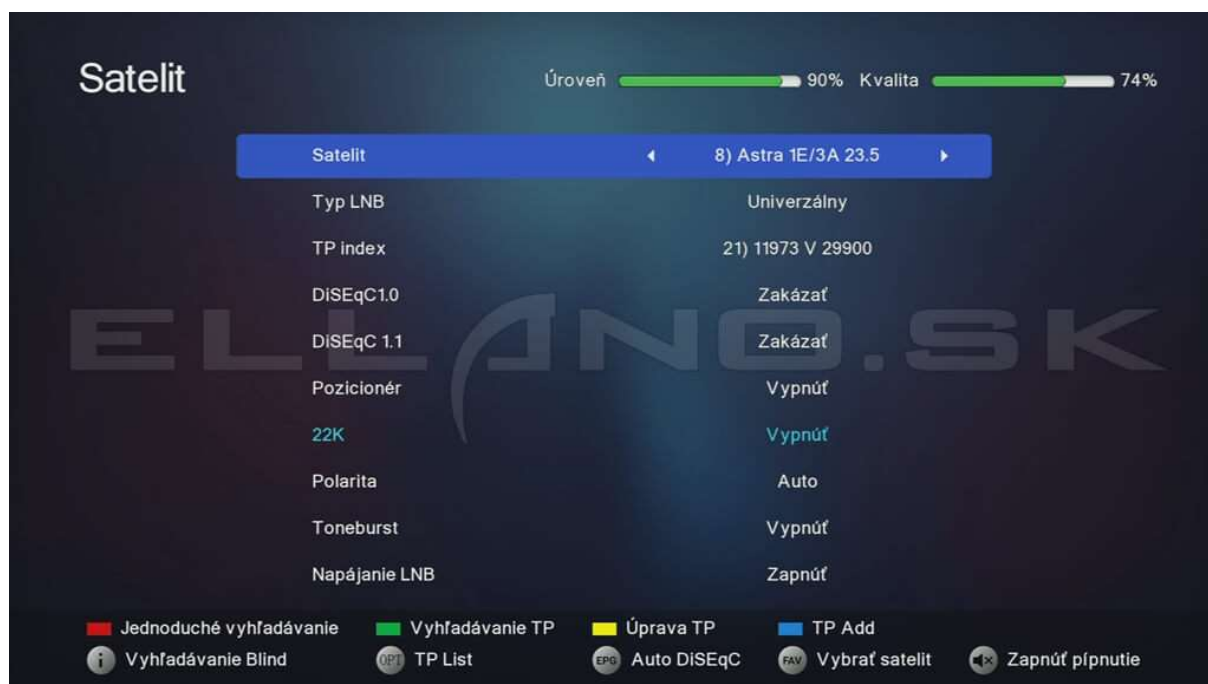 Satelit
Úroveň 90% Kvalita 74%
Satelit 8) Astra 1E/3A 23.5
Typ LNB Univerzálny
TP index 21) 11973 V 29900
DiSEqC1.0 Zakázať
DiSEqC 1.1 Zakázať
ELLANO.SK
Pozicionér Vypnúť
22K Vypnúť
Polarita Auto
Toneburst Vypnúť
Napájanie LNB Zapnúť
Jednoduché vyhľadávanie Vyhľadávanie TP Úprava TP TP Add
i Vyhľadávanie Blind OPT TP List EPG Auto DiSEqC FAV Vybrať satelit Zapnúť pípnutie